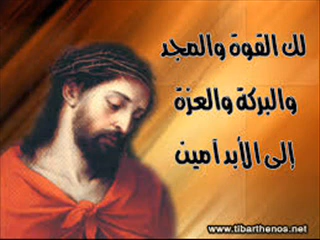 لك القوة والمجد
والبركة والعزة
إلى الأبد آمين
www.tibarthenos.net